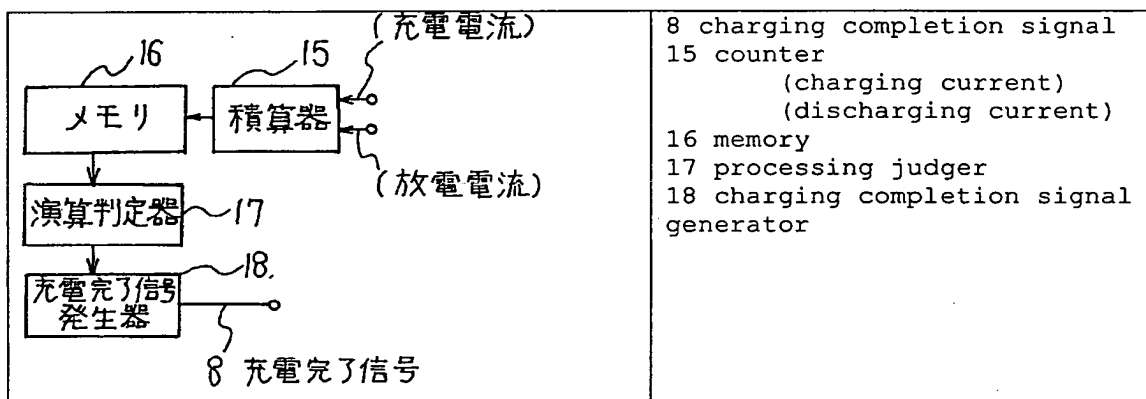 (充電電流)
16
15
メモリ
積算器
(放電電流)
演算判定器
17
18.
充電完了信号
発生器
8 充電完了信号
8 charging completion signal
15 counter
(charging current)
(discharging current)
16 memory
17 processing judger
18 charging completion signal
generator